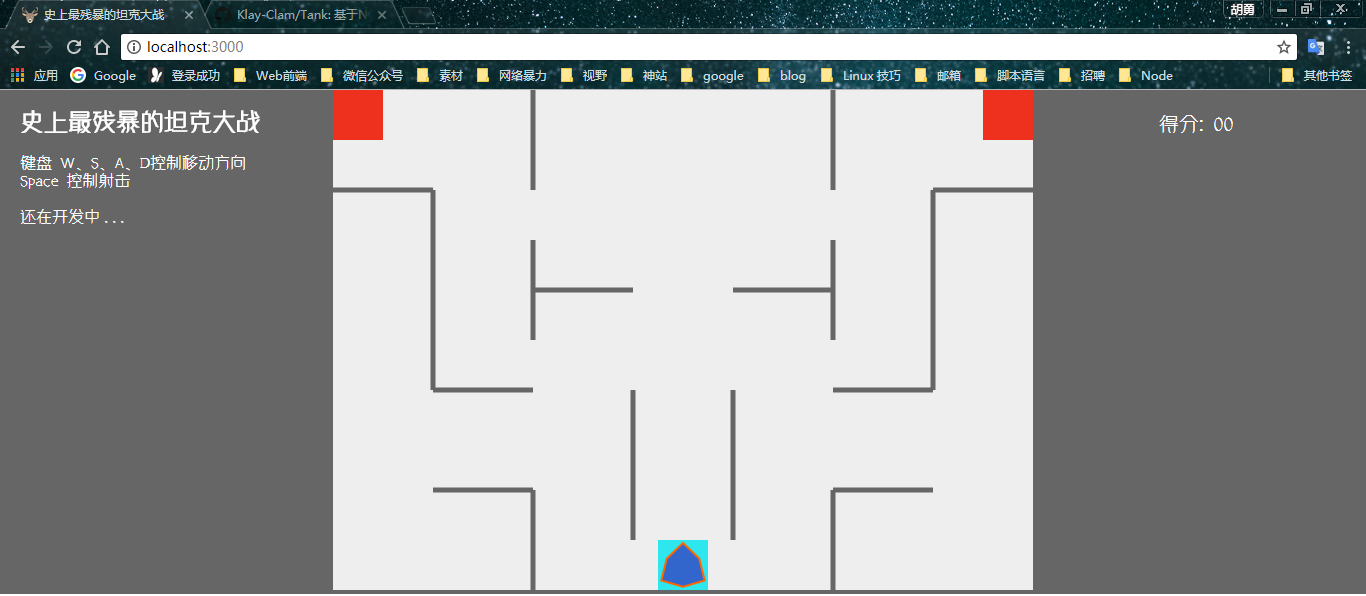 史上最残暴的坦克大战
Klay-Clam/Tank: 基于N
胡勇
localhost:3000
应用 Google 登录成功 Web前端 微信公众号 素材 网络暴力 视野 神站 google blog Linux 技巧 邮箱 脚本语言 招聘 Node 其他书签
史上最残暴的坦克大战
键盘 W、S、A、D控制移动方向
Space 控制射击
还在开发中...
得分: 00